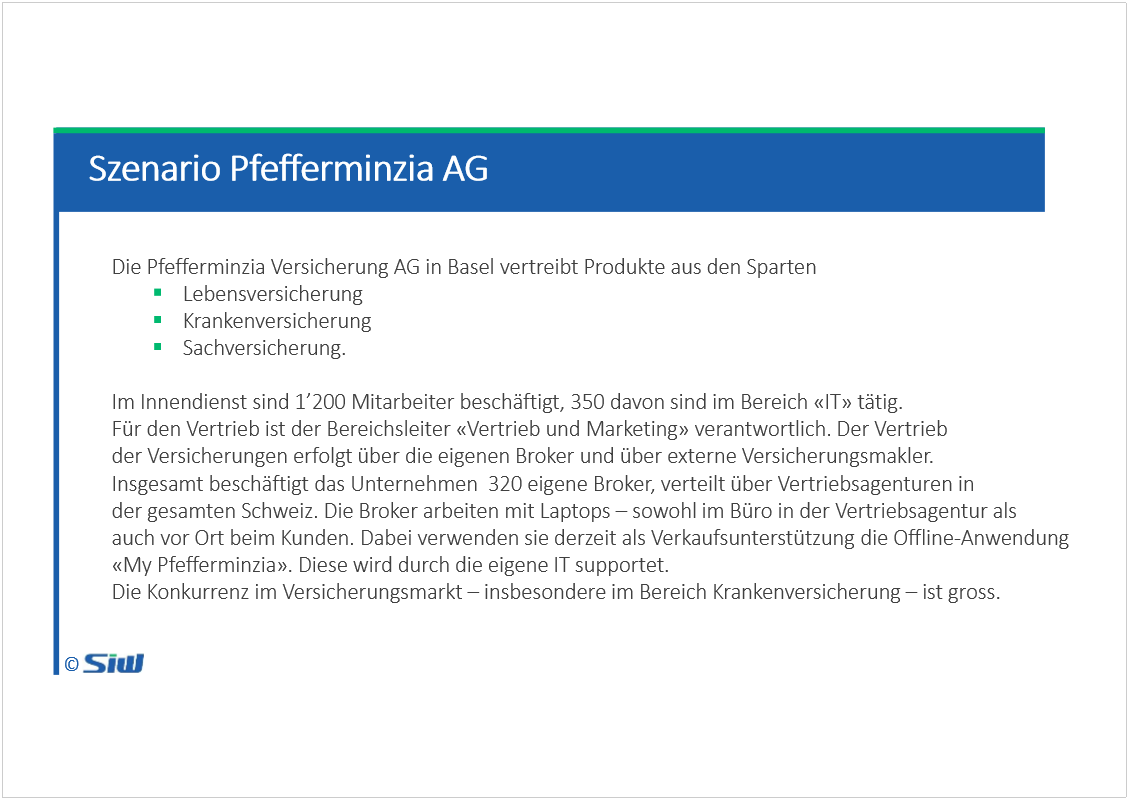 Szenario Pfefferminzia AG
Die Pfefferminzia Versicherung AG in Basel vertreibt Produkte aus den Sparten
▪ Lebensversicherung
▪ Krankenversicherung
▪ Sachversicherung.
Im Innendienst sind 1’200 Mitarbeiter beschäftigt, 350 davon sind im Bereich «IT» tätig.
Für den Vertrieb ist der Bereichsleiter «Vertrieb und Marketing» verantwortlich. Der Vertrieb
der Versicherungen erfolgt über die eigenen Broker und über externe Versicherungsmakler.
Insgesamt beschäftigt das Unternehmen  320 eigene Broker, verteilt über Vertriebsagenturen in
der gesamten Schweiz. Die Broker arbeiten mit Laptops – sowohl im Büro in der Vertriebsagentur als
auch vor Ort beim Kunden. Dabei verwenden sie derzeit als Verkaufsunterstützung die Offline-Anwendung
«My Pfefferminzia». Diese wird durch die eigene IT supportet.
Die Konkurrenz im Versicherungsmarkt – insbesondere im Bereich Krankenversicherung – ist gross.
© SIW